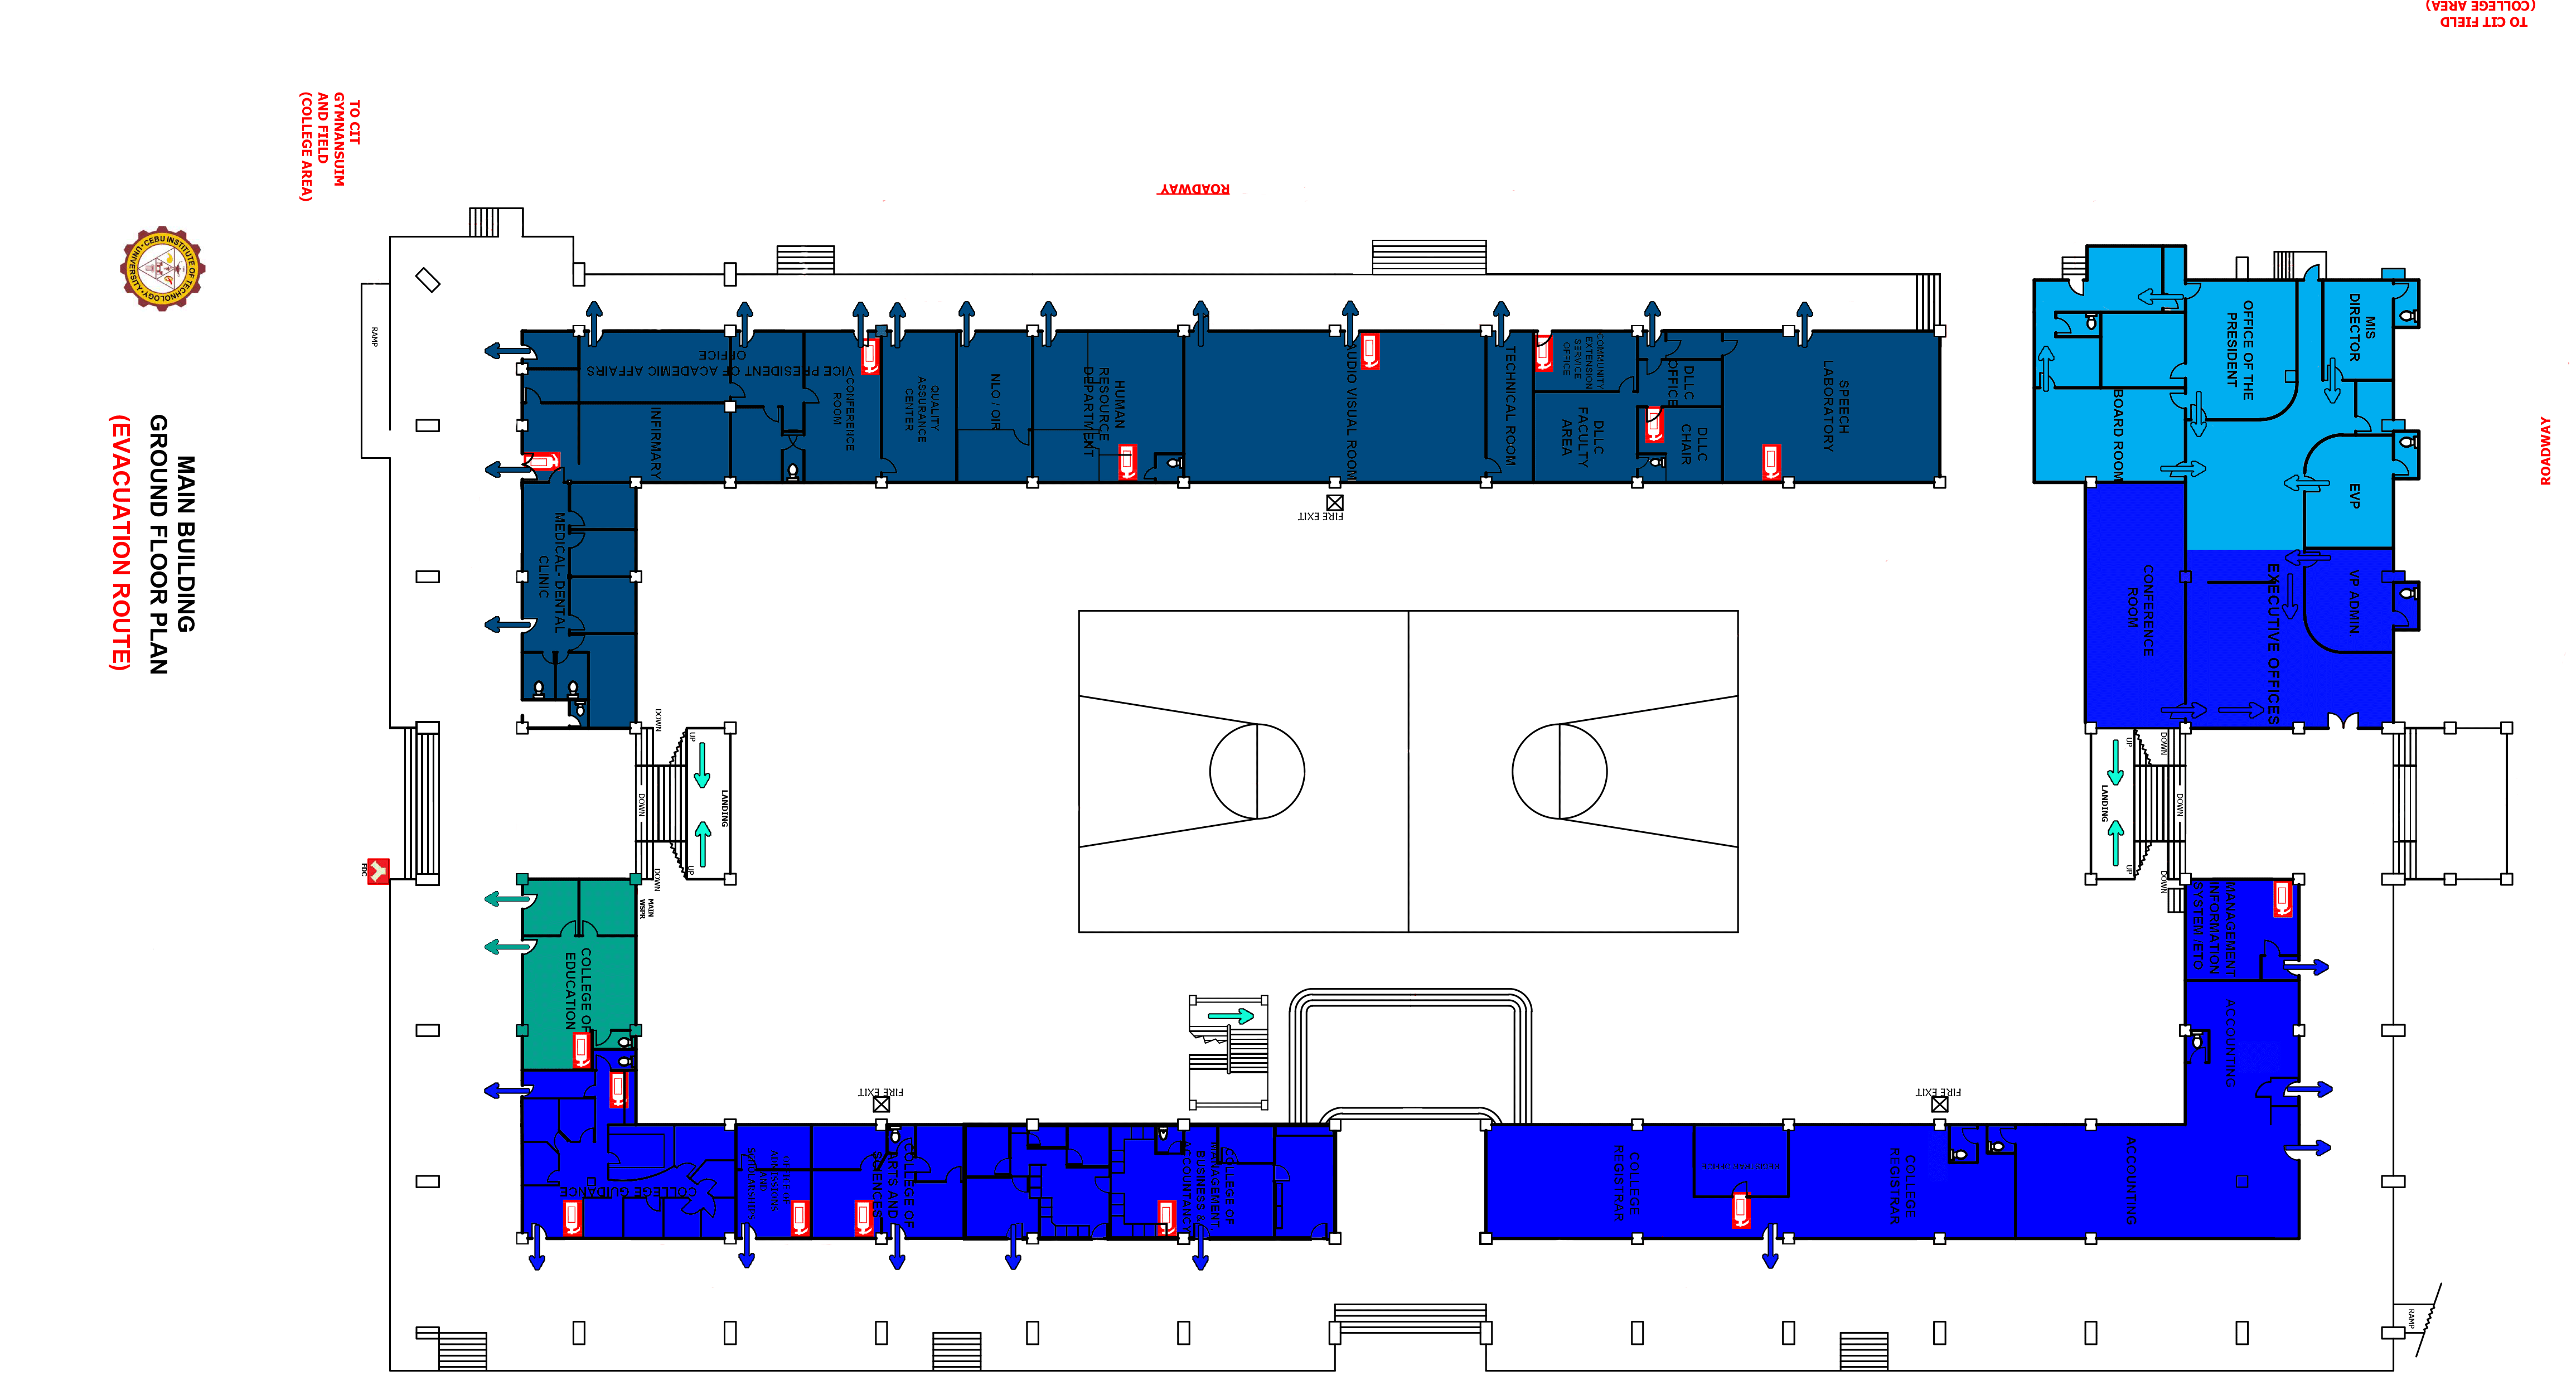 TO CIT FIELD
(COLLEGE AREA)
TO CIT
GYMNANSUIM
AND FIELD
(COLLEGE AREA)
ROADWAY
ROADWAY
CEBU INSTITUTE OF TECHNOLOGY
UNIVERSITY
MAIN BUILDING
GROUND FLOOR PLAN
(EVACUATION ROUTE)
RAMP
OFFICE
VICE PRESIDENT OF ACADEMIC AFFAIRS
INFIRMARY
CONFERENCE
ROOM
QUALITY
ASSURANCE
CENTER
NLO / OIR
HUMAN
RESOURCE
DEPARTMENT
AUDIO VISUAL ROOM
TECHNICAL ROOM
COMMUNITY
EXTENSION
SERVICE
OFFICE
DLLC
FACULTY
AREA
DLLC
OFFICE
DLLC
CHAIR
SPEECH
LABORATORY
OFFICE OF THE
PRESIDENT
MIS
DIRECTOR
BOARD ROOM
EVP
CONFERENCE
ROOM
EXECUTIVE OFFICES
VP ADMIN.
FIRE EXIT
MEDICAL- DENTAL
CLINIC
DOWN
UP
LANDING
DOWN
UP
DOWN
MAIN
WSPR
FDC
UP
DOWN
LANDING
DOWN
UP
DOWN
COLLEGE OF
EDUCATION
MANAGEMENT
INFORMATION
SYSTEM /ETO
ACCOUNTING
FIRE EXIT
FIRE EXIT
COLLEGE GUIDANCE
OFFICE OF
ADMISSIONS
AND
SCHOLARSHIPS
COLLEGE OF
ARTS AND
SCIENCES
COLLEGE OF
MANAGEMENT
BUSINESS &
ACCOUNTANCY
COLLEGE
REGISTRAR
COLLEGE
REGISTRAR
ACCOUNTING
RAMP